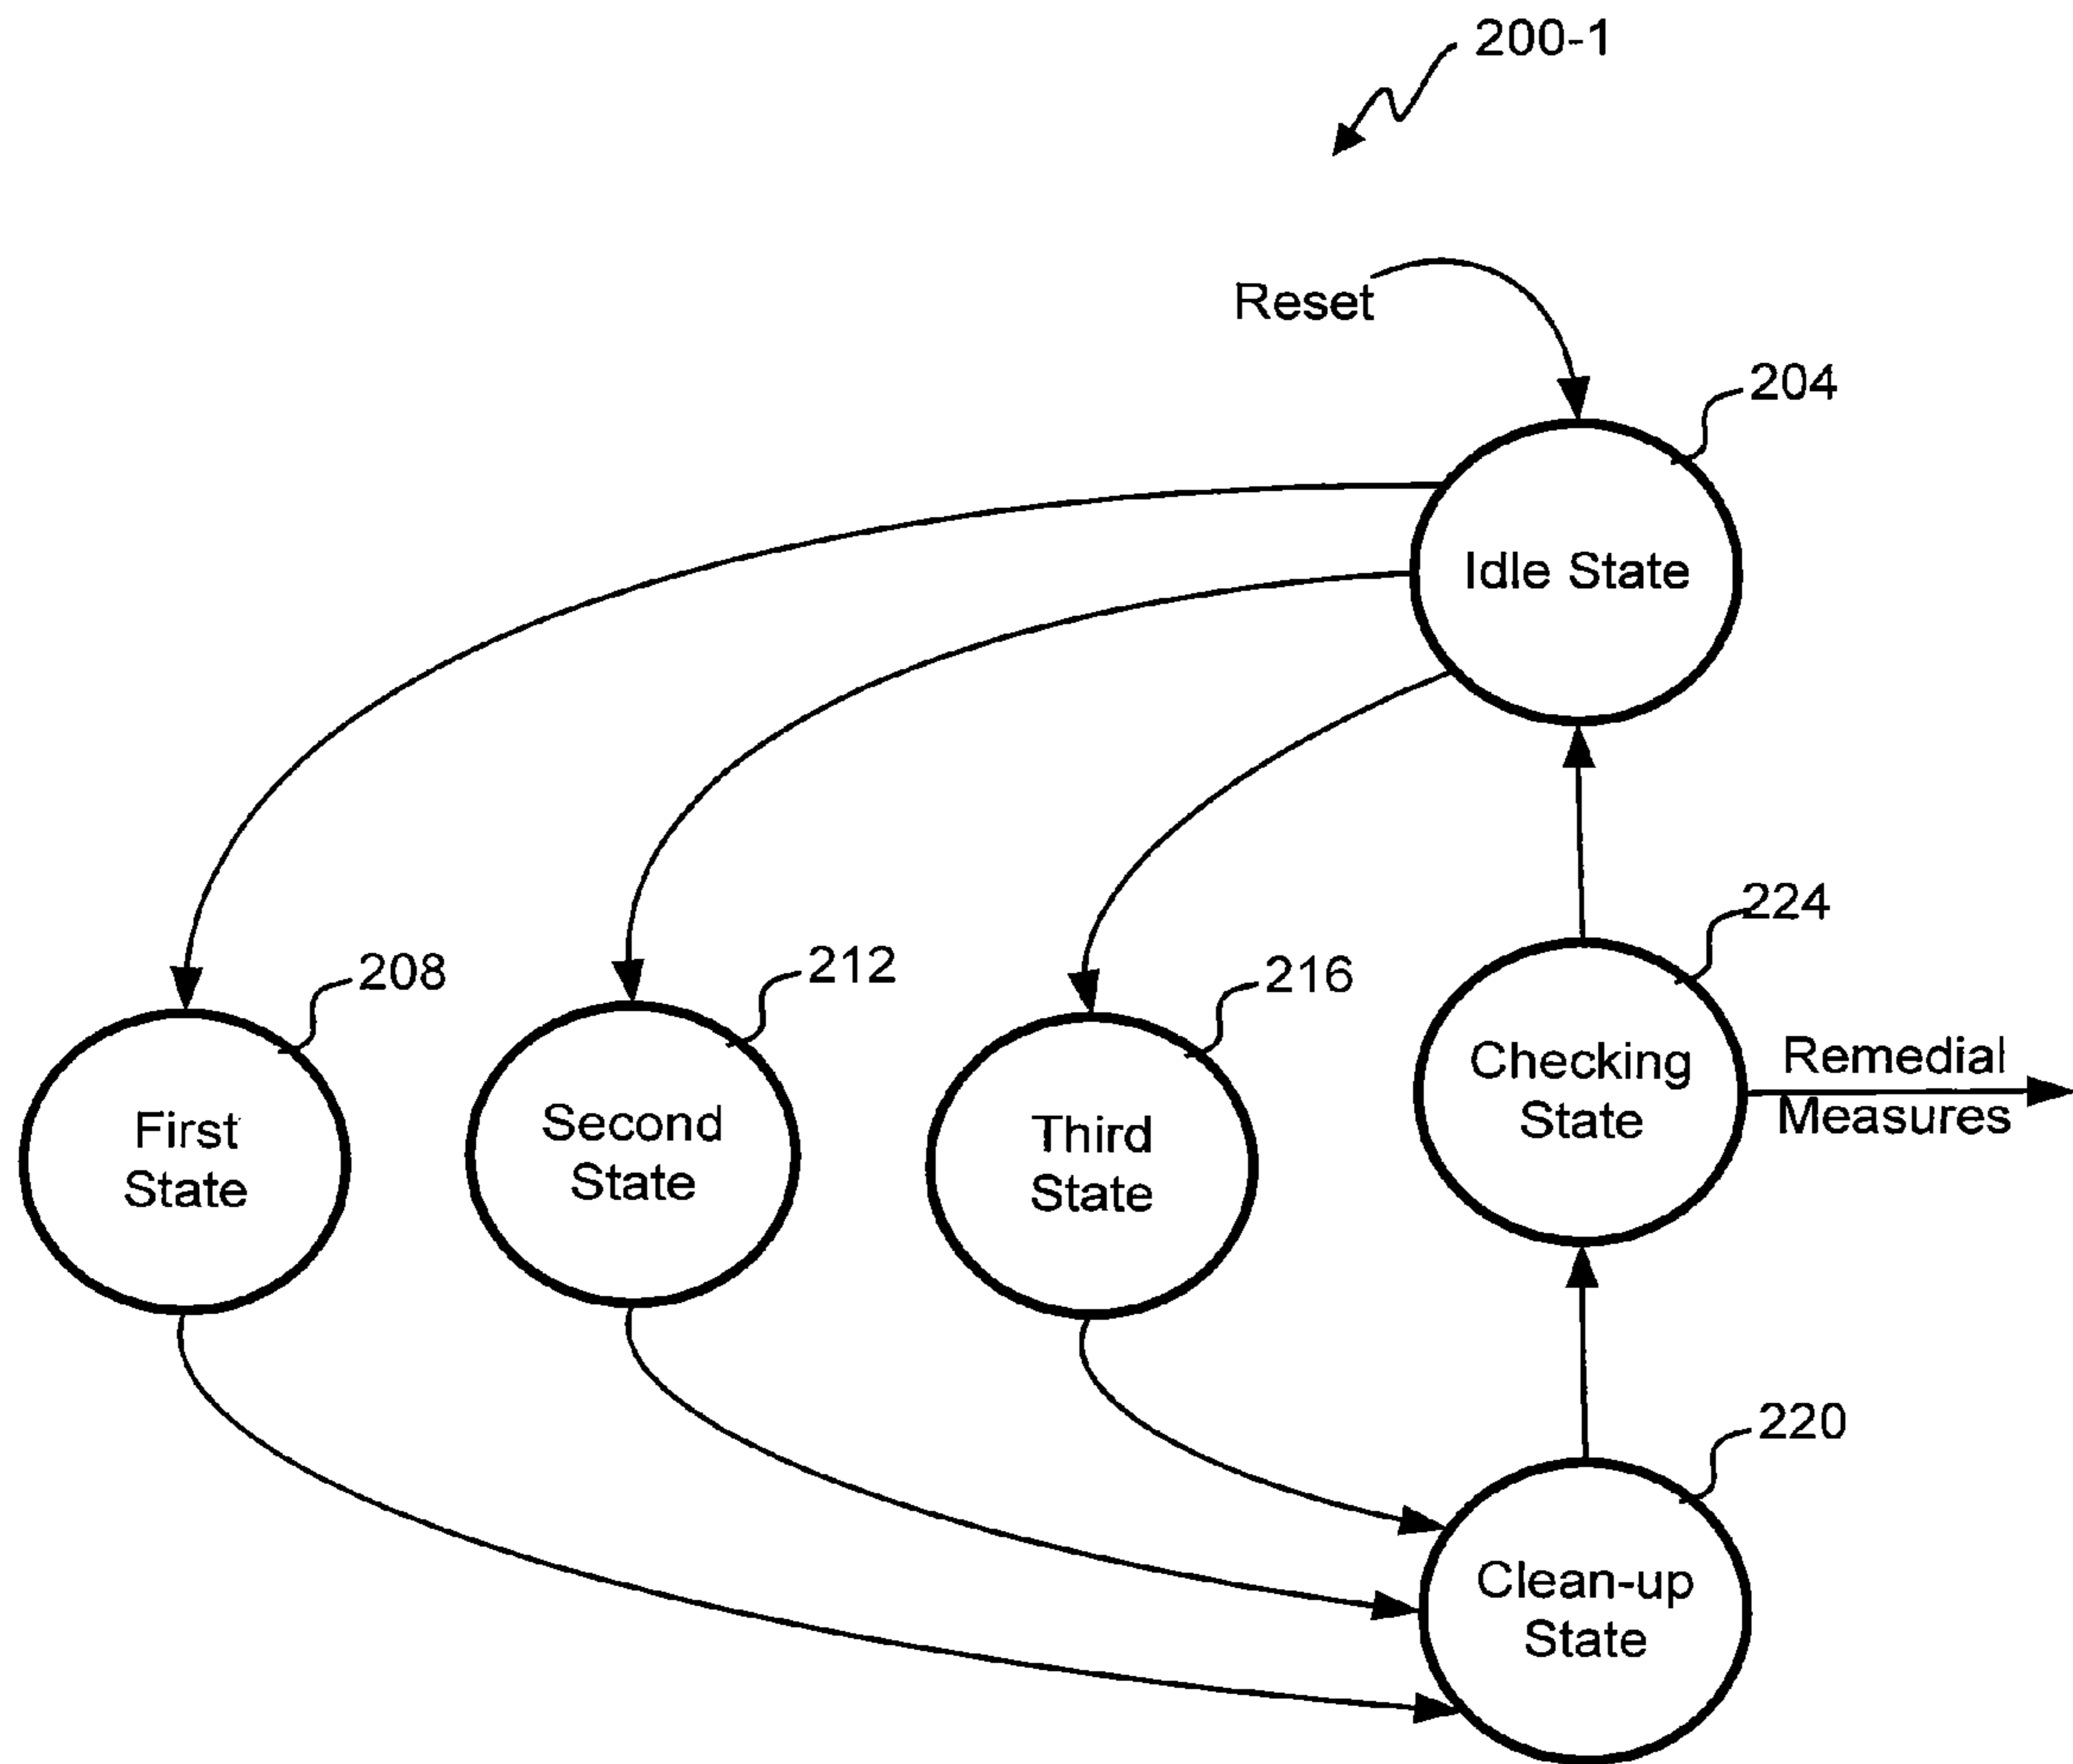 200-1
Reset
204
Idle State
224
208
212
216
Checking
State
Remedial
Measures
First
State
Second
State
Third
State
220
Clean-up
State